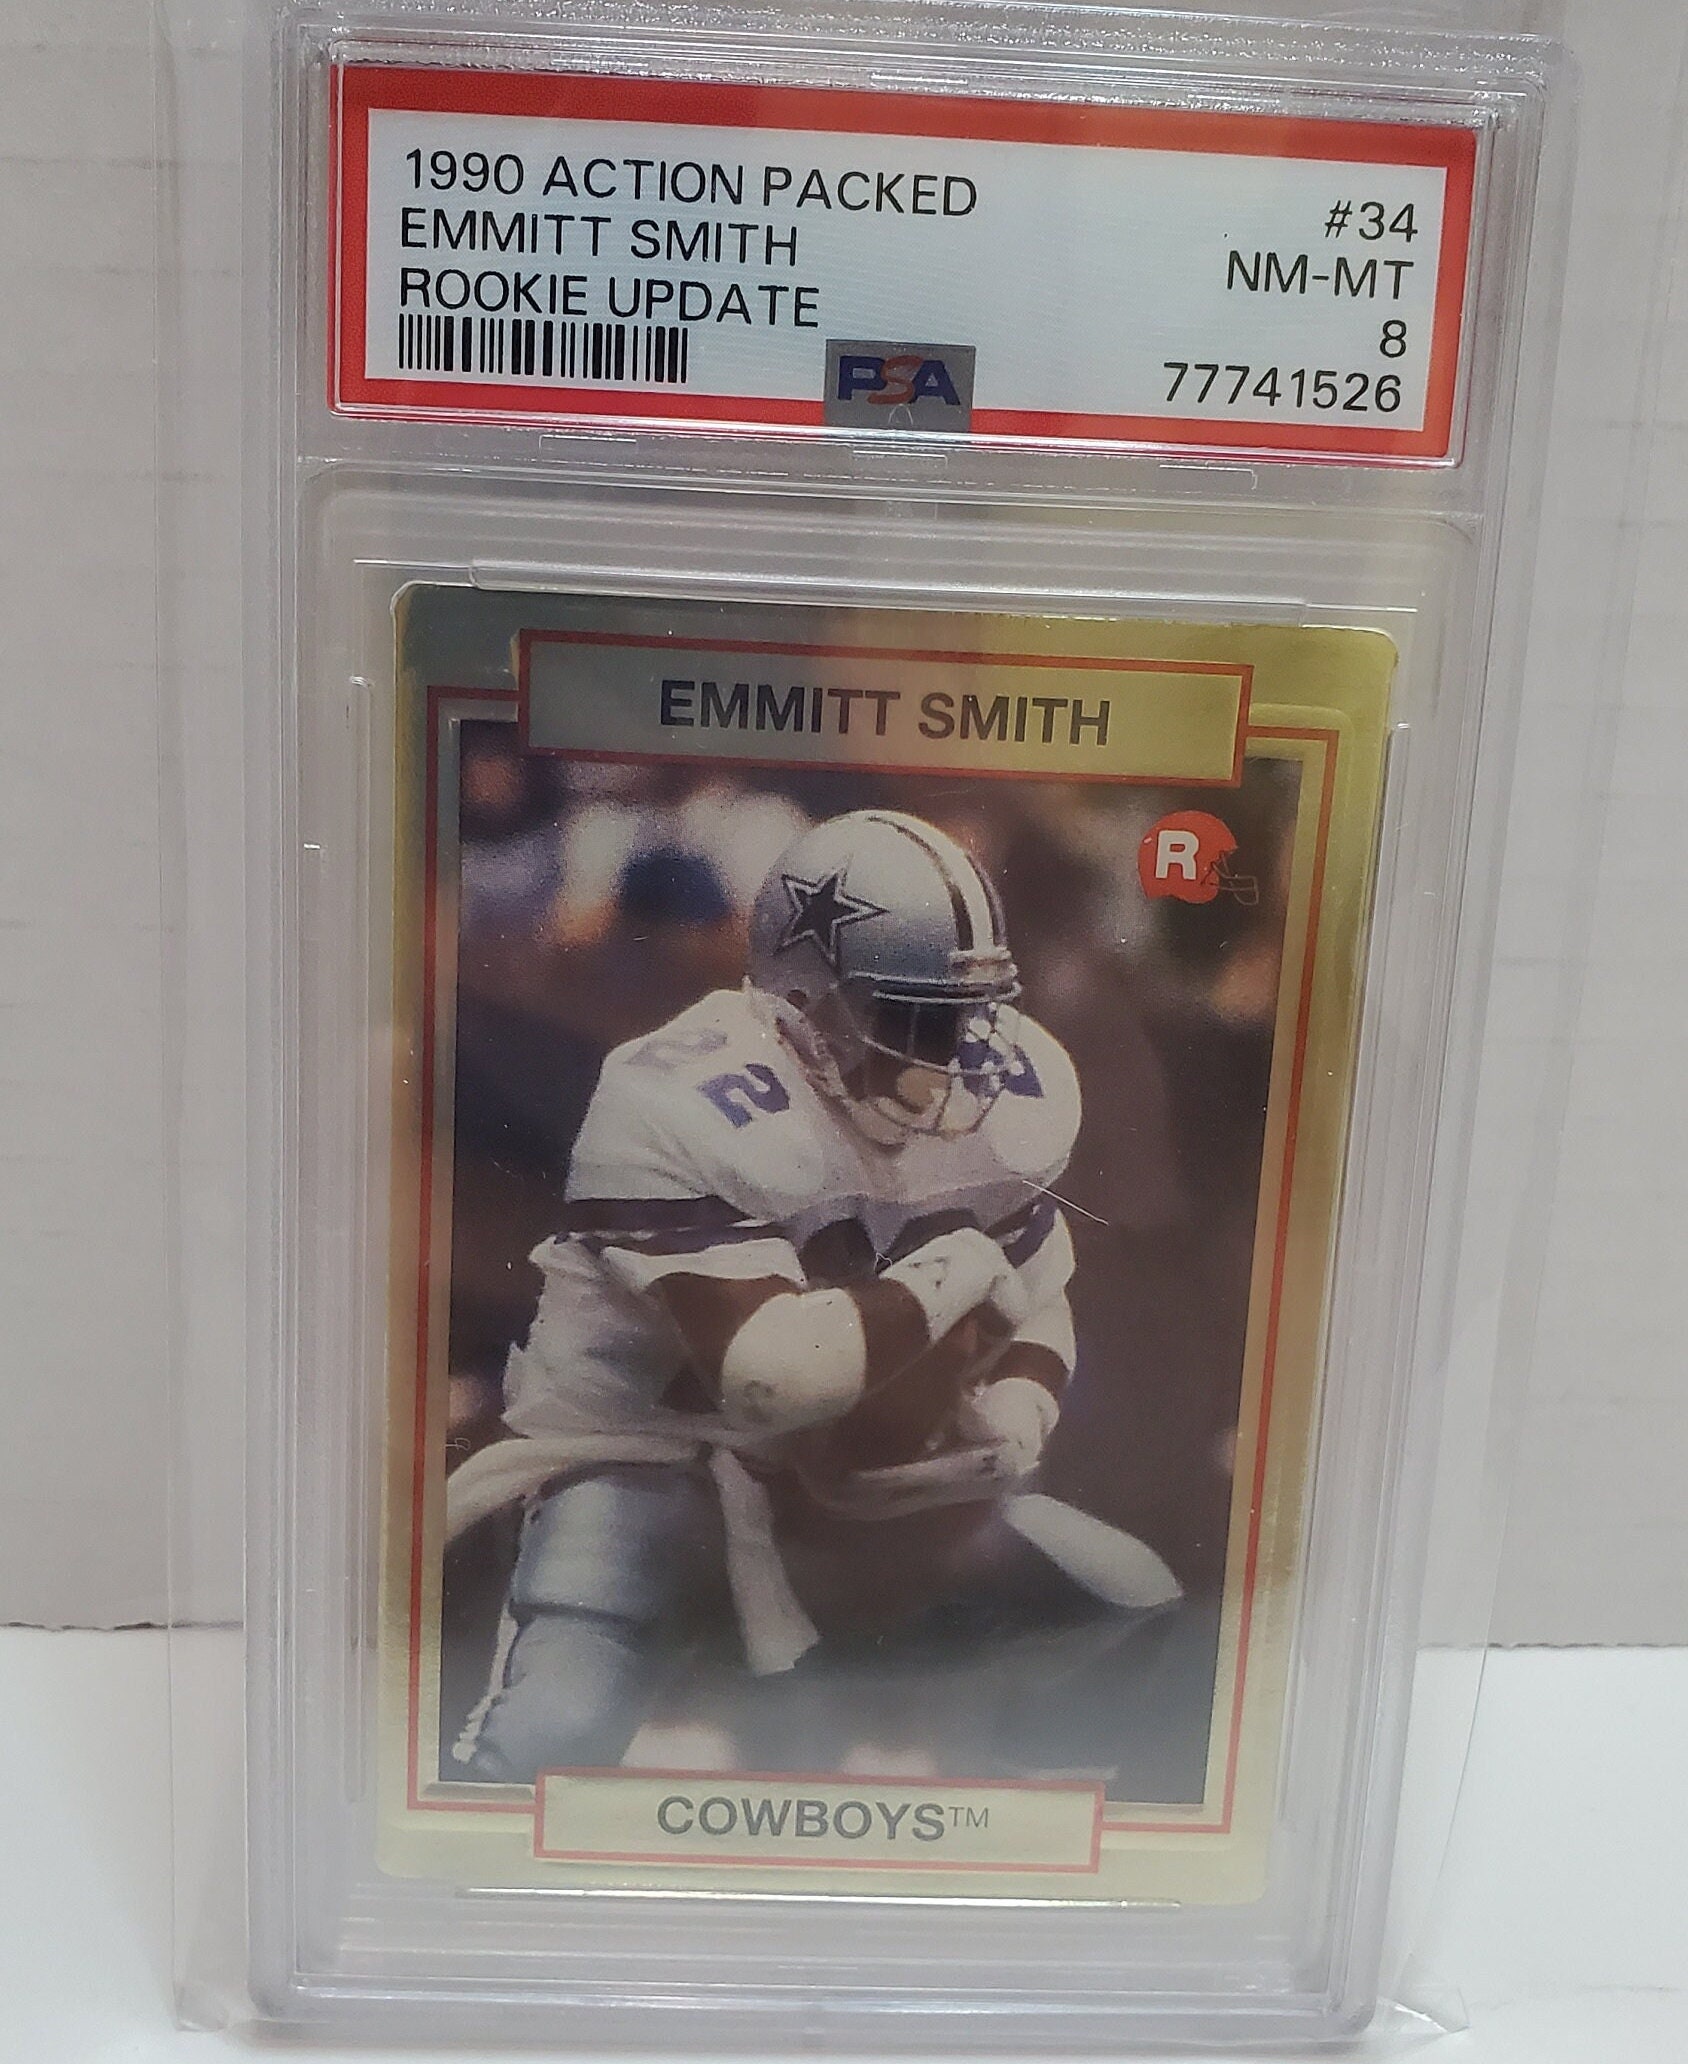 1990 ACTION PACKED
EMMITT SMITH
ROOKIE UPDATE
#34
NM-MT
8
77741526
PSA
EMMITT SMITH
R
22
COWBOYS™